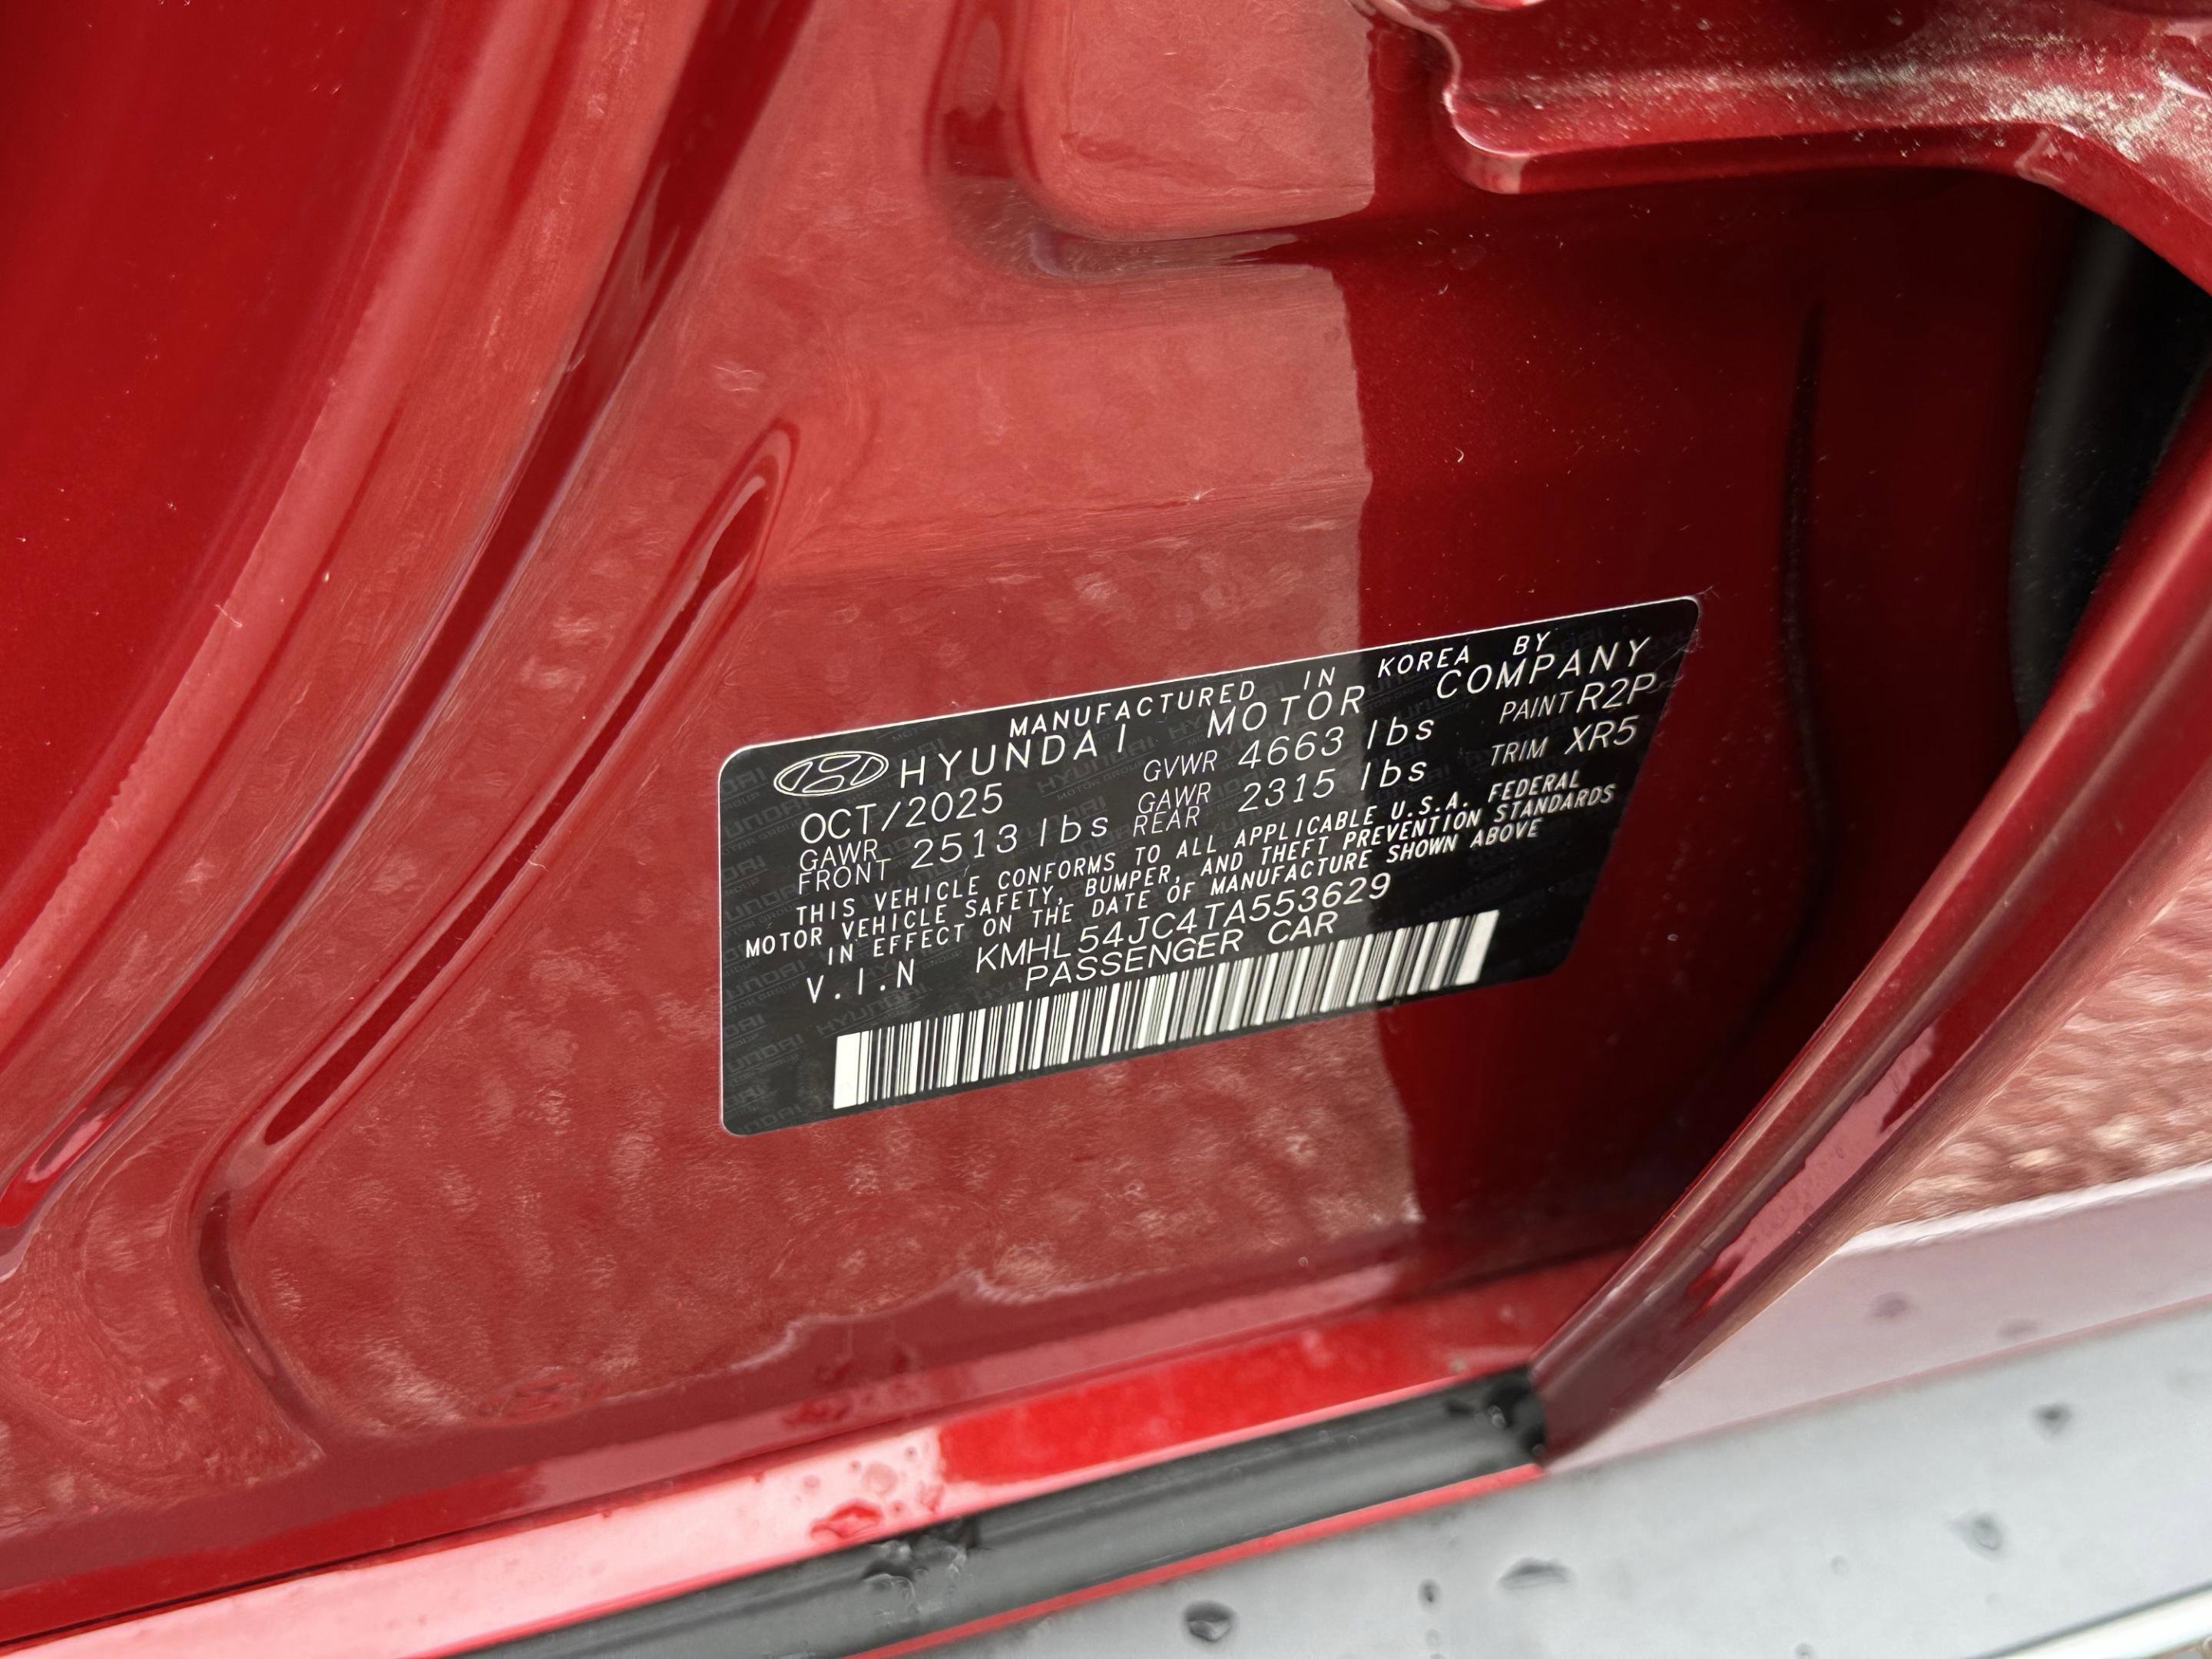 MANUFACTURED IN KOREA BY
HYUNDAI MOTOR COMPANY
OCT/2025 GVWR 4663 lbs PAINT R2P
GAWR FRONT 2513 lbs GAWR REAR 2315 lbs TRIM XR5
THIS VEHICLE CONFORMS TO ALL APPLICABLE U.S.A. FEDERAL
MOTOR VEHICLE SAFETY, BUMPER, AND THEFT PREVENTION STANDARDS
IN EFFECT ON THE DATE OF MANUFACTURE SHOWN ABOVE
V.I.N KMHL54JC4TA553629
PASSENGER CAR